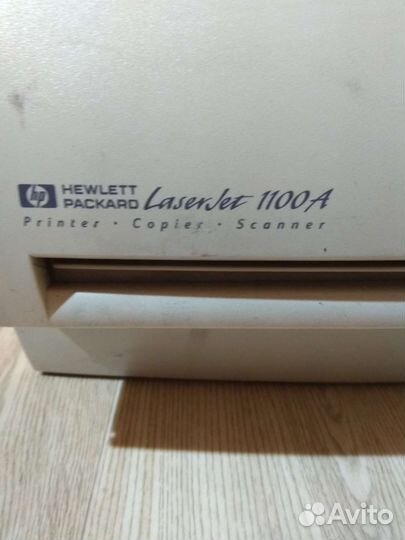 hp HEWLETT PACKARD LaserJet 1100A
Printer · Copier · Scanner
Avito